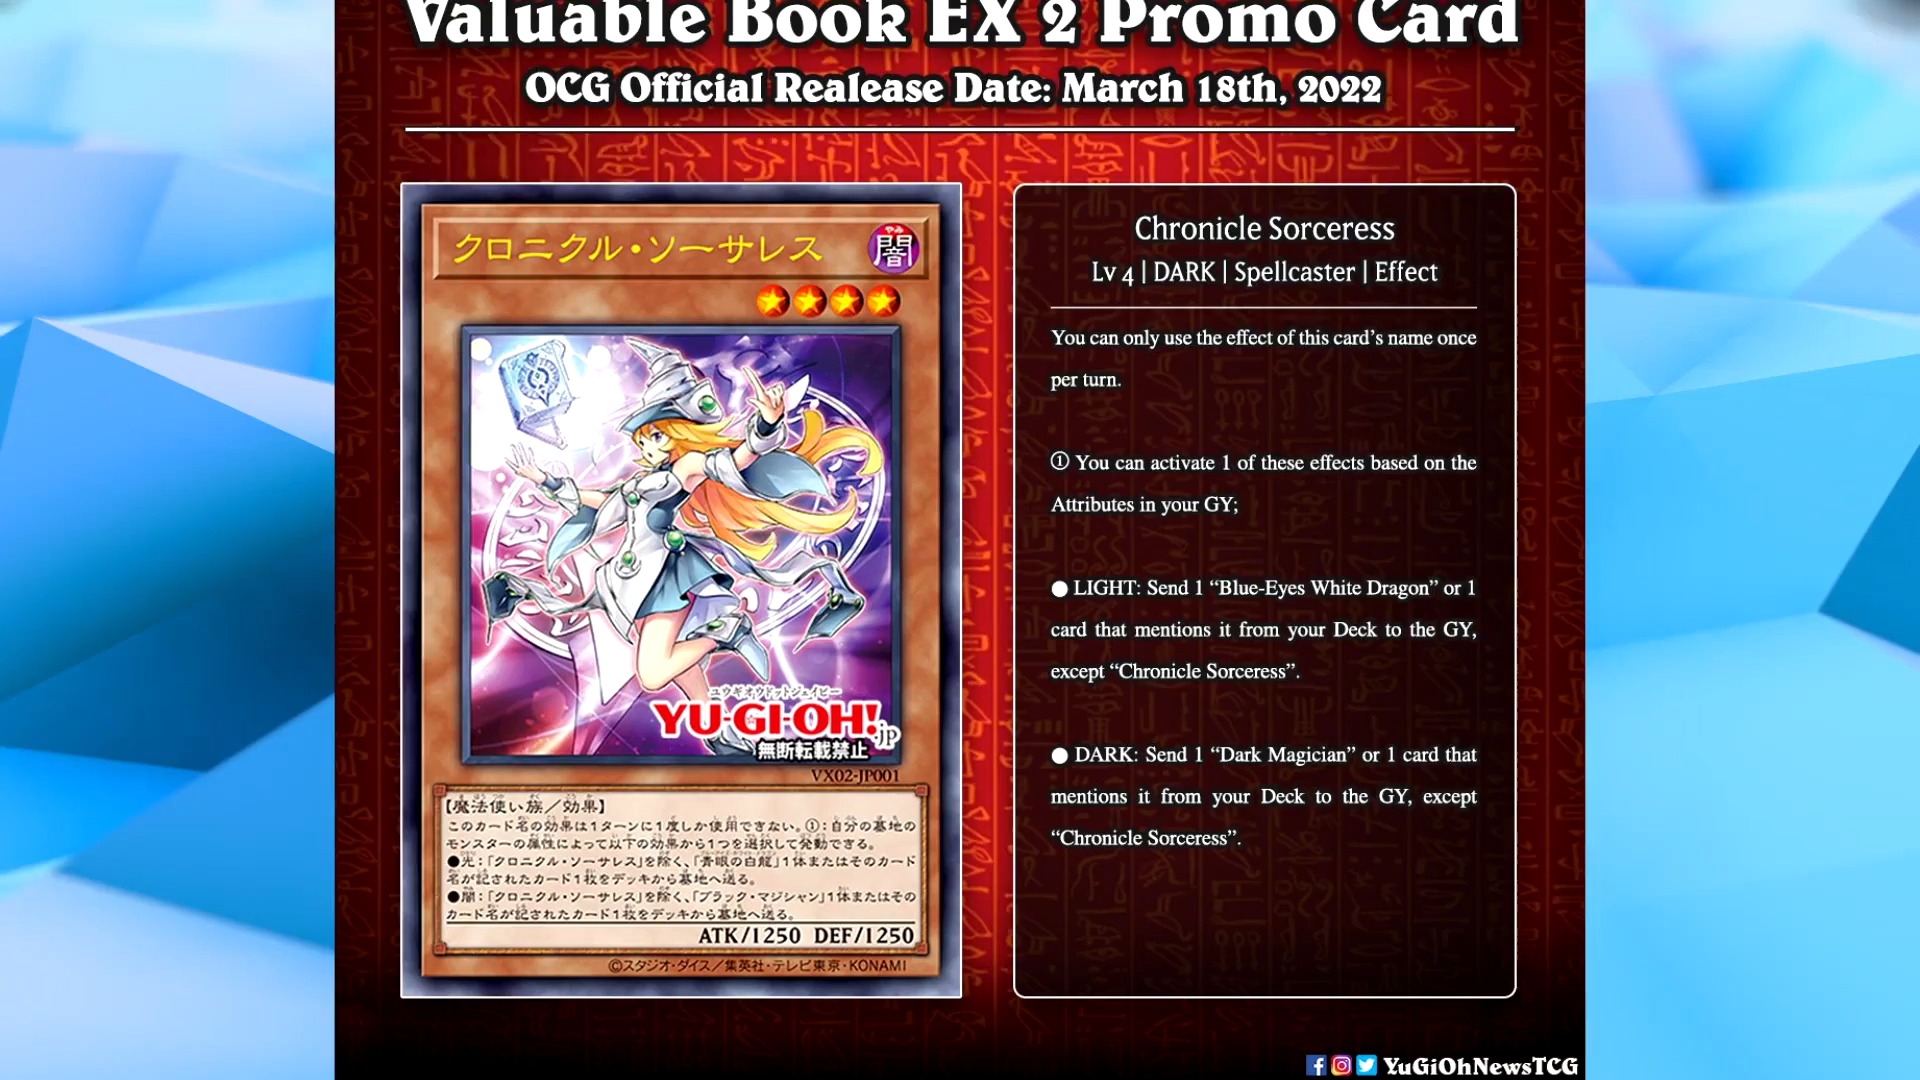 Valuable Book EX 2 Promo Card
OCG Official Realease Date: March 18th, 2022
クロニクル・ソーサレス
やみ
闇
ユウギオウドットジェイピー
YU-GI-OH!.jp
無断転載禁止
VX02-JP001
【魔法使い族／効果】
このカード名の効果は1ターンに1度しか使用できない。①：自分の墓地の
モンスターの属性によって以下の効果から1つを選択して発動できる。
●光：「クロニクル・ソーサレス」を除く、「青眼の白龍」1体またはそのカード
名が記されたカード1枚をデッキから墓地へ送る。
●闇：「クロニクル・ソーサレス」を除く、「ブラック・マジシャン」1体またはその
カード名が記されたカード1枚をデッキから墓地へ送る。
ATK/1250 DEF/1250
©スタジオ・ダイス／集英社・テレビ東京・KONAMI
Chronicle Sorceress
Lv 4 | DARK | Spellcaster | Effect
You can only use the effect of this card’s name once
per turn.
① You can activate 1 of these effects based on the
Attributes in your GY;
● LIGHT: Send 1 “Blue-Eyes White Dragon” or 1
card that mentions it from your Deck to the GY,
except “Chronicle Sorceress”.
● DARK: Send 1 “Dark Magician” or 1 card that
mentions it from your Deck to the GY, except
“Chronicle Sorceress”.
YuGiOhNewsTCG